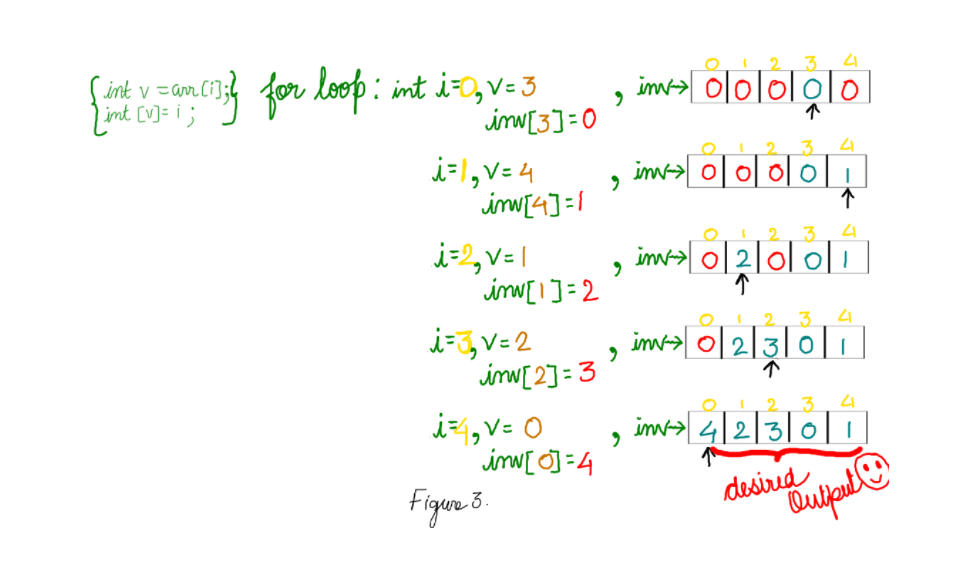 0 1 2 3 4
{int v = arr[i];} for loop: int i=0, v= 3 , inv→ 0 0 0 0 0
int [v]= i ;
inv[3]=0
0 1 2 3 4
i=1, v= 4 , inv→ 0 0 0 0 1
inv[4]=1
0 1 2 3 4
i=2, v= 1 , inv→ 0 2 0 0 1
inv[1]=2
0 1 2 3 4
i=3, v= 2 , inv→ 0 2 3 0 1
inv[2]=3
0 1 2 3 4
i=4, v= 0 , inv→ 4 2 3 0 1
inv[0]=4
desired
Output
Figure 3.